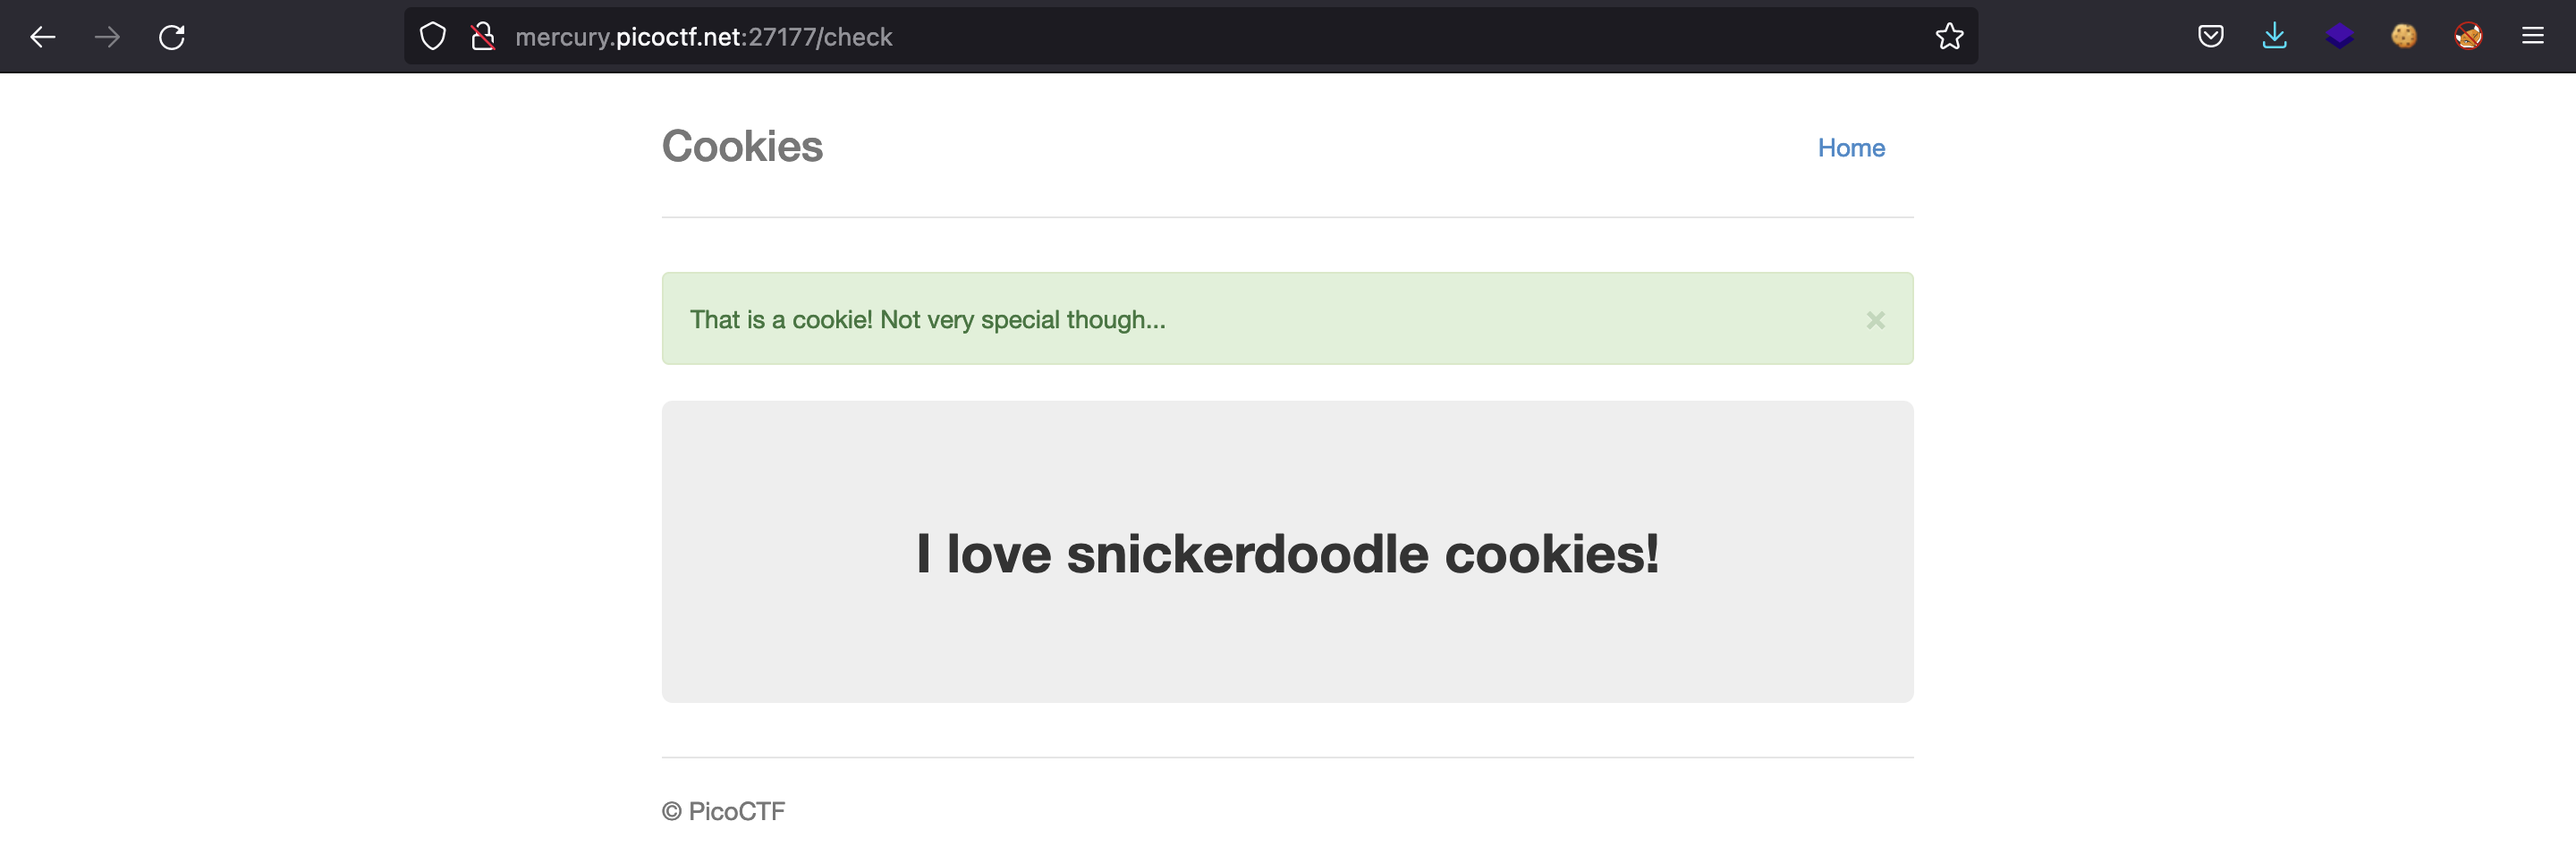 mercury.picoctf.net:27177/check
Cookies
Home
That is a cookie! Not very special though...
×
I love snickerdoodle cookies!
© PicoCTF